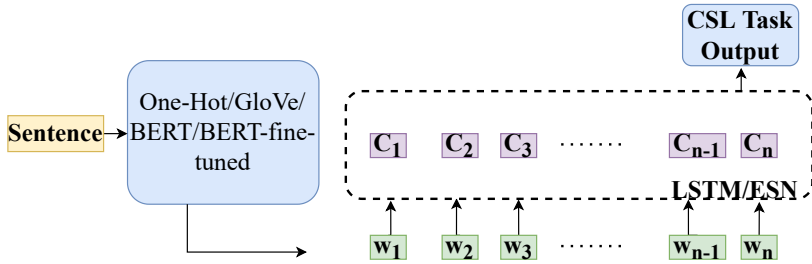 CSL Task
Output
One-Hot/GloVe/
BERT/BERT-fine-
tuned
Sentence
C1 C2 C3 ........ Cn-1 Cn
LSTM/ESN
w1 w2 w3 ........ wn-1 wn